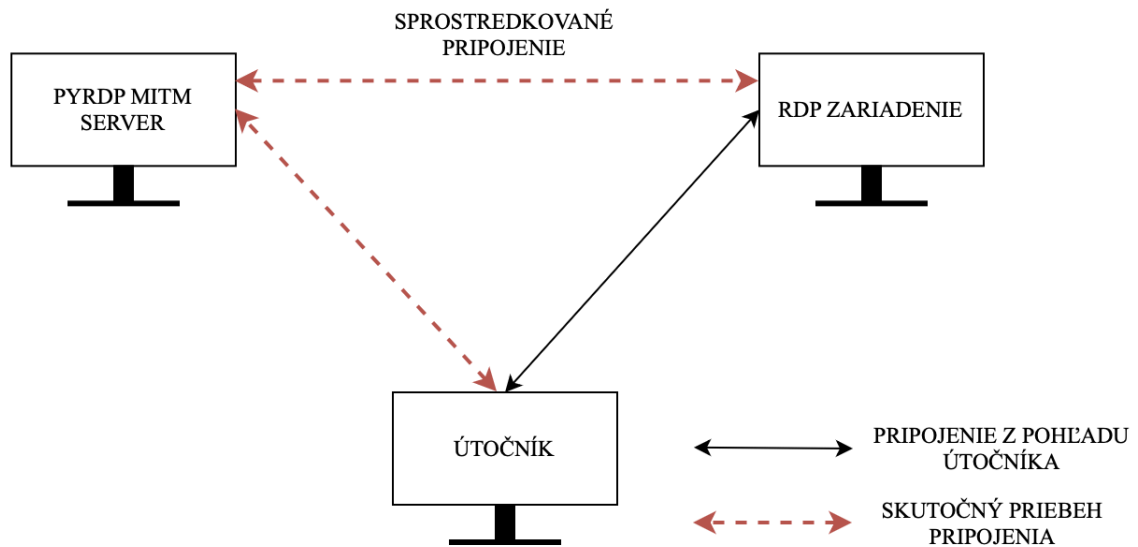 SPROSTREDKOVANÉ
PRIPOJENIE
PYRDP MITM
SERVER
RDP ZARIADENIE
ÚTOČNÍK
PRIPOJENIE Z POHĽADU
ÚTOČNÍKA
SKUTOČNÝ PRIEBEH
PRIPOJENIA